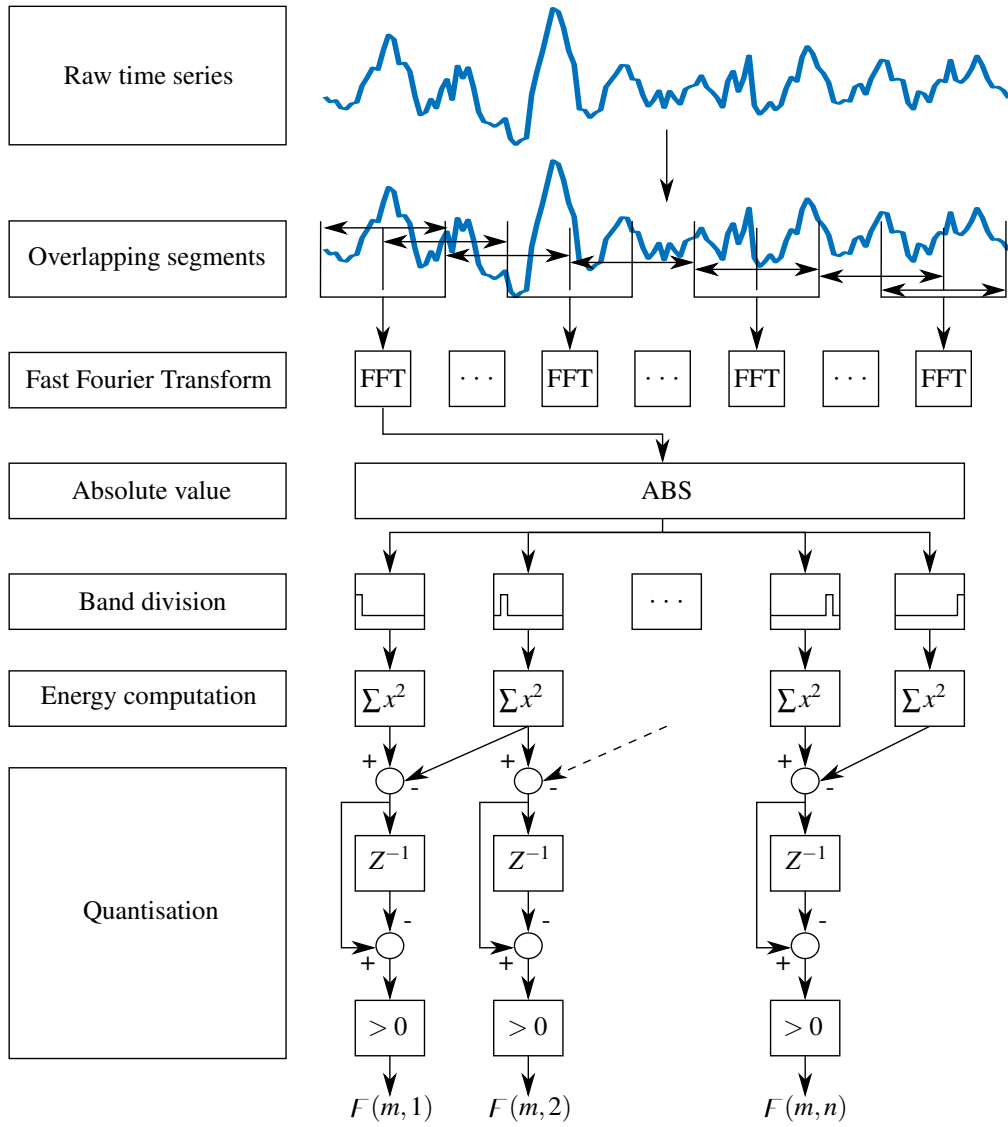 Raw time series
Overlapping segments
Fast Fourier Transform
FFT
· · ·
FFT
· · ·
FFT
· · ·
FFT
Absolute value
ABS
Band division
· · ·
Energy computation
∑x²
∑x²
∑x²
∑x²
+
-
+
-
+
-
Quantisation
Z⁻¹
Z⁻¹
Z⁻¹
-
+
-
+
-
+
> 0
> 0
> 0
F(m,1)
F(m,2)
F(m,n)